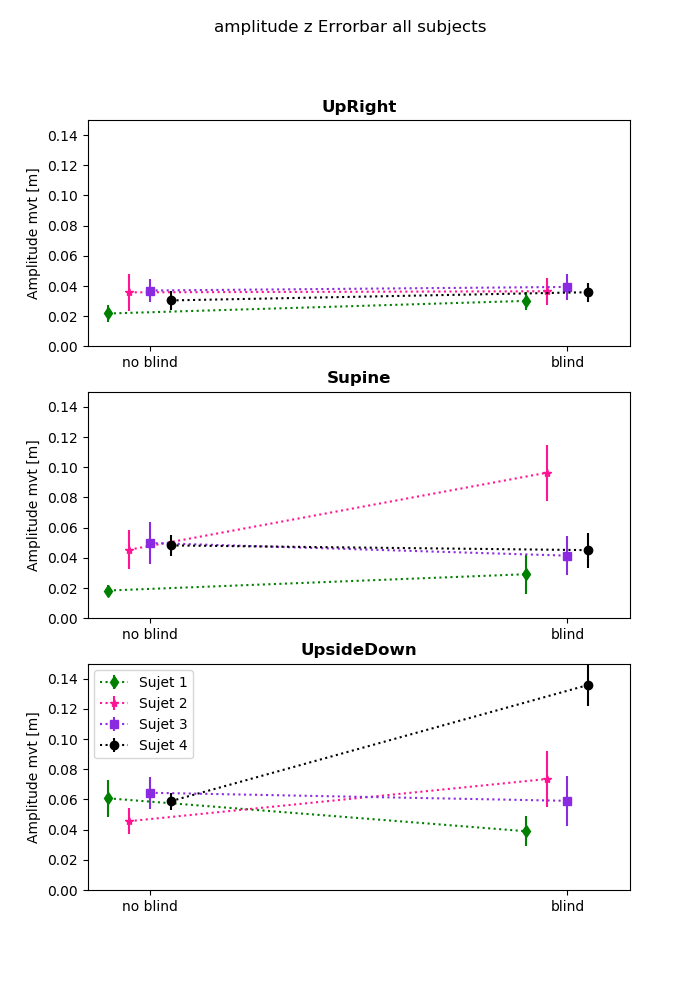 amplitude z Errorbar all subjects
UpRight
Amplitude mvt [m]
0.14
0.12
0.10
0.08
0.06
0.04
0.02
0.00
no blind blind
Supine
Amplitude mvt [m]
0.14
0.12
0.10
0.08
0.06
0.04
0.02
0.00
no blind blind
UpsideDown
Amplitude mvt [m]
0.14
0.12
0.10
0.08
0.06
0.04
0.02
0.00
Sujet 1
Sujet 2
Sujet 3
Sujet 4
no blind blind